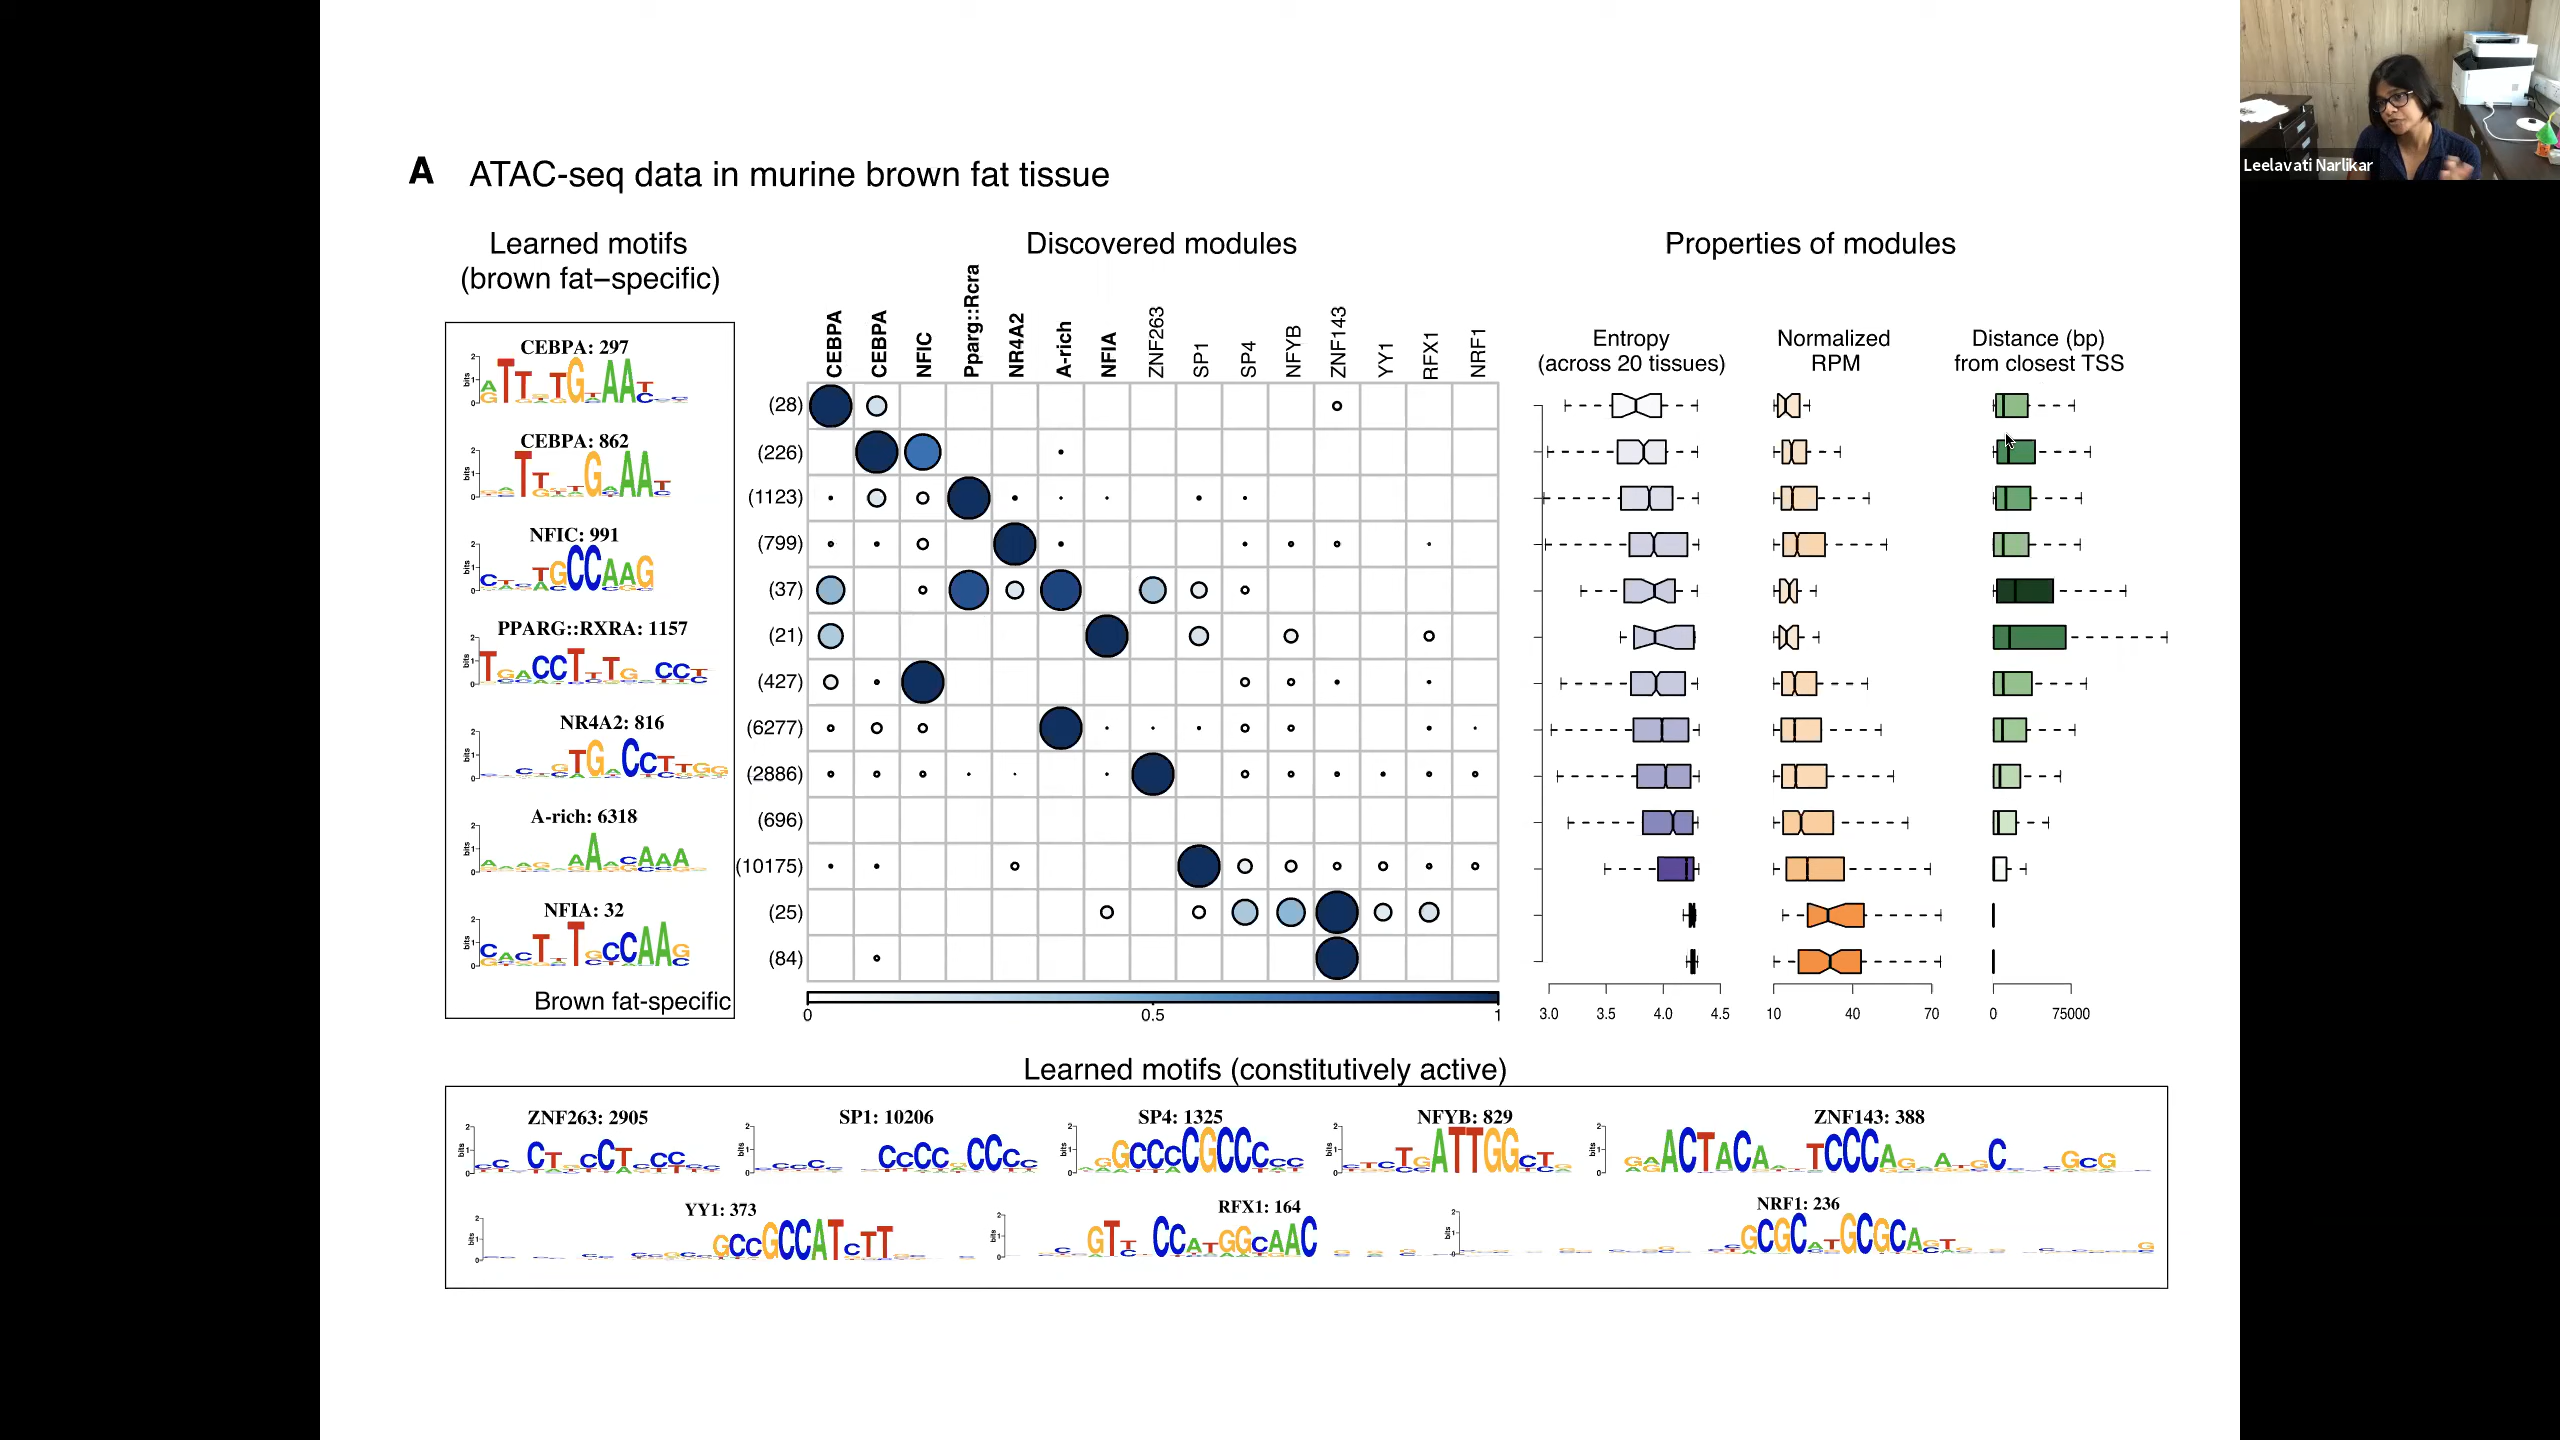 A ATAC-seq data in murine brown fat tissue
Learned motifs
(brown fat–specific)
Discovered modules
Properties of modules
CEBPA
CEBPA
NFIC
Pparg::Rcra
NR4A2
A-rich
NFIA
ZNF263
SP1
SP4
NFYB
ZNF143
YY1
RFX1
NRF1
Entropy
(across 20 tissues)
Normalized
RPM
Distance (bp)
from closest TSS
CEBPA: 297
CEBPA: 862
NFIC: 991
PPARG::RXRA: 1157
NR4A2: 816
A-rich: 6318
NFIA: 32
Brown fat-specific
(28)
(226)
(1123)
(799)
(37)
(21)
(427)
(6277)
(2886)
(696)
(10175)
(25)
(84)
0 0.5 1
3.0 3.5 4.0 4.5
10 40 70
0 75000
Learned motifs (constitutively active)
ZNF263: 2905
SP1: 10206
SP4: 1325
NFYB: 829
ZNF143: 388
YY1: 373
RFX1: 164
NRF1: 236
Leelavati Narlikar